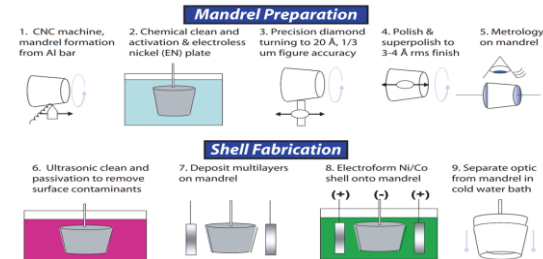 Mandrel Preparation
1. CNC machine,
mandrel formation
from Al bar
2. Chemical clean and
activation & electroless
nickel (EN) plate
3. Precision diamond
turning to 20 Å, 1/3
um figure accuracy
4. Polish &
superpolish to
3-4 Å rms finish
5. Metrology
on mandrel
Shell Fabrication
6. Ultrasonic clean and
passivation to remove
surface contaminants
7. Deposit multilayers
on mandrel
8. Electroform Ni/Co
shell onto mandrel
(+) (-) (+)
9. Separate optic
from mandrel in
cold water bath